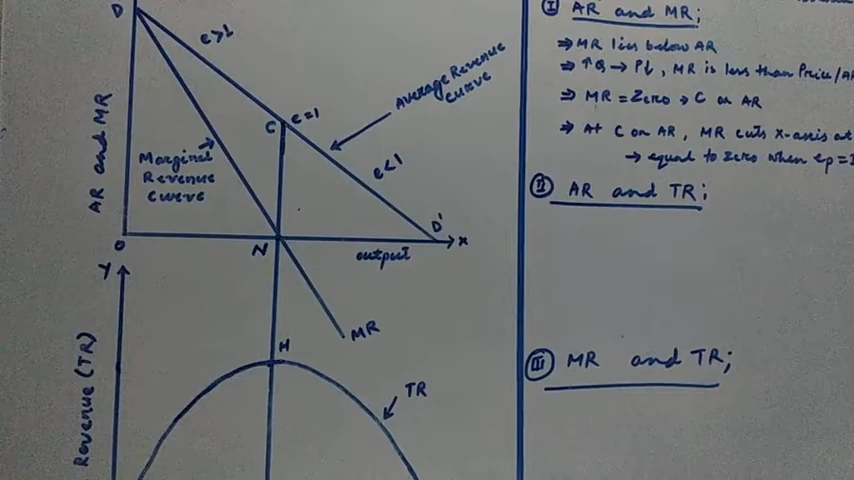 D
e>1
C
e=1
Average Revenue
curve
AR and MR
Marginal
Revenue
curve
e<1
O
N
D'
x
output
Y
MR
Revenue (TR)
H
TR
I AR and MR;
⇒ MR lies below AR
⇒ ↑Q → P↓, MR is less than Price/AR
⇒ MR = Zero → C on AR
⇒ At C on AR, MR cuts x-axis at
→ equal to zero when ep=1
II AR and TR;
III MR and TR;